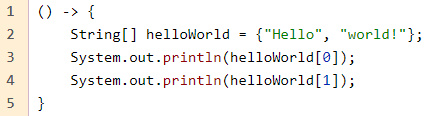 1 () -> {
2     String[] helloWorld = {"Hello", "world!"};
3     System.out.println(helloWorld[0]);
4     System.out.println(helloWorld[1]);
5 }